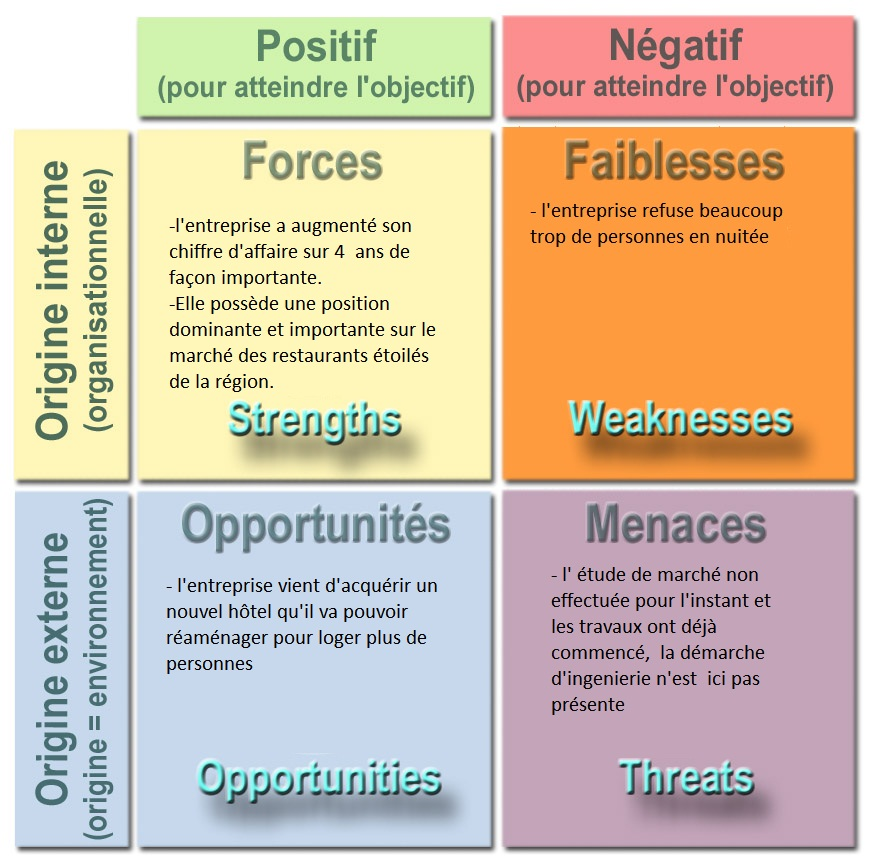 Positif
(pour atteindre l'objectif)
Négatif
(pour atteindre l'objectif)
Origine interne
(organisationnelle)
Forces
-l'entreprise a augmenté son
chiffre d'affaire sur 4  ans de
façon importante.
-Elle possède une position
dominante et importante sur le
marché des restaurants étoilés
de la région.
Strengths
Faiblesses
- l'entreprise refuse beaucoup
trop de personnes en nuitée
Weaknesses
Origine externe
(origine = environnement)
Opportunités
- l'entreprise vient d'acquérir un
nouvel hôtel qu'il va pouvoir
réaménager pour loger plus de
personnes
Opportunities
Menaces
- l' étude de marché non
effectuée pour l'instant et
les travaux ont déjà
commencé,  la démarche
d'ingenierie n'est  ici pas
présente
Threats